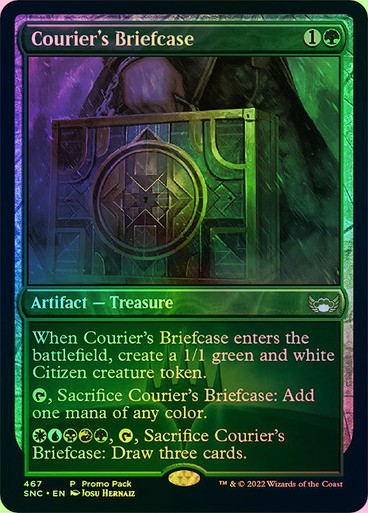 Courier's Briefcase 1
Artifact — Treasure
When Courier's Briefcase enters the
battlefield, create a 1/1 green and white
Citizen creature token.
, Sacrifice Courier's Briefcase: Add
one mana of any color.
, , Sacrifice Courier's
Briefcase: Draw three cards.
467 P Promo Pack
SNC • EN Josu Hernaiz
™ & © 2022 Wizards of the Coast